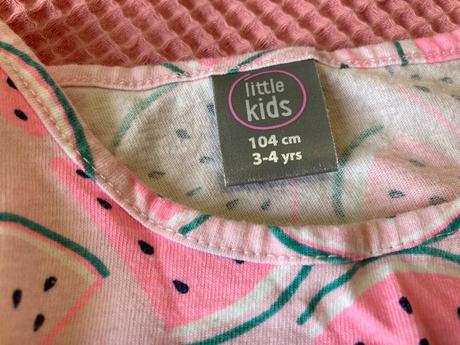 little
kids
104 cm
3-4 yrs